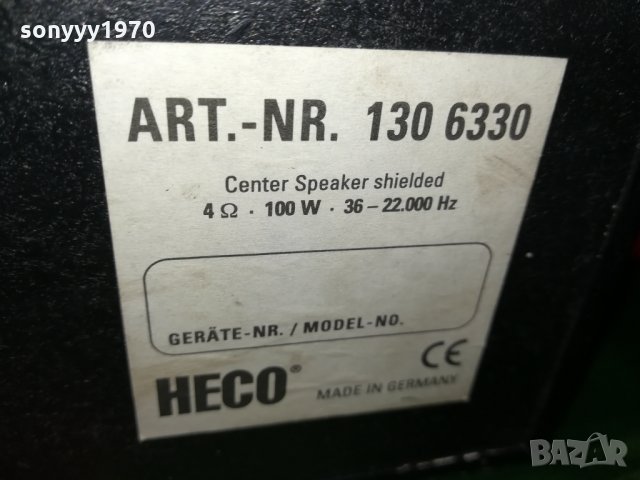 sonyyy1970
ART.-NR. 130 6330
Center Speaker shielded
4 Ω · 100 W · 36 – 22.000 Hz
GERÄTE-NR. / MODEL-NO.
CE
HECO®
MADE IN GERMANY
BAZAR